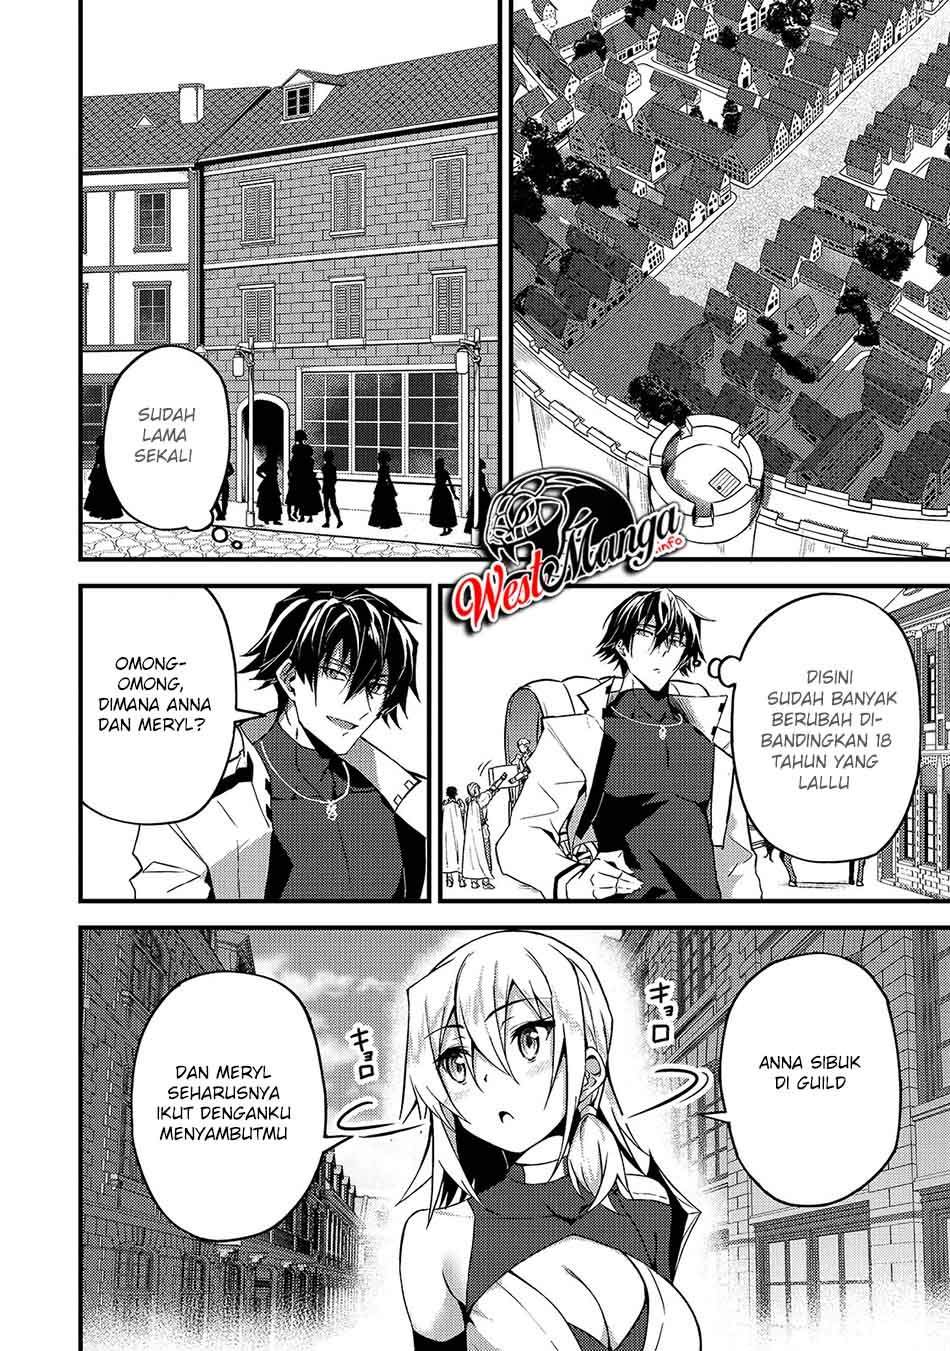 SUDAH
LAMA
SEKALI
WestManga
.info
DISINI
SUDAH BANYAK
BERUBAH DI-
BANDINGKAN 18
TAHUN YANG
LALLU
OMONG-
OMONG,
DIMANA ANNA
DAN MERYL?
ANNA SIBUK
DI GUILD
キョロ
キョロ
DAN MERYL
SEHARUSNYA
IKUT DENGANKU
MENYAMBUTMU